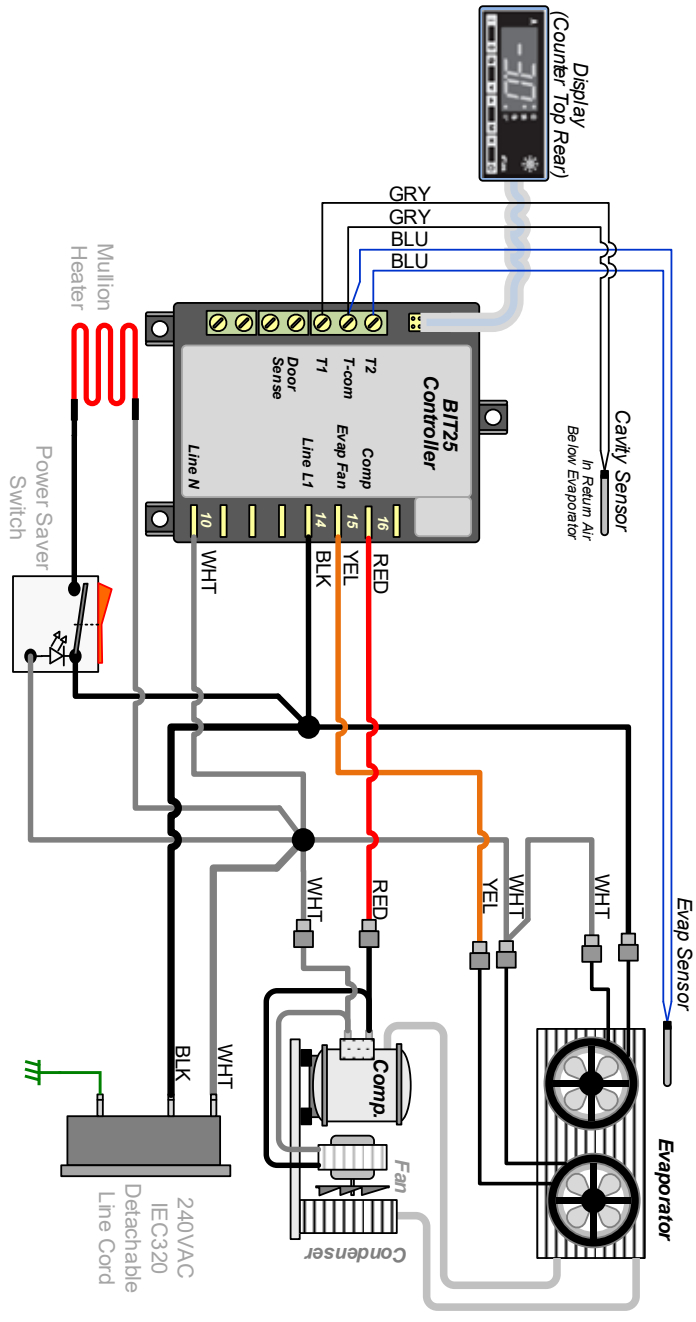 Display
(Counter Top Rear)
-30
GRY
GRY
BLU
BLU
Cavity Sensor
In Return Air
Below Evaporator
Evap Sensor
Mullion
Heater
BIT25
Controller
T2
T-com
T1
Door
Sense
Comp
Evap Fan
Line L1
Line N
16
15
14
10
RED
YEL
BLK
WHT
Power Saver
Switch
RED
WHT
YEL
WHT
WHT
Evaporator
Comp.
Fan
Condenser
WHT
BLK
240VAC
IEC320
Detachable
Line Cord